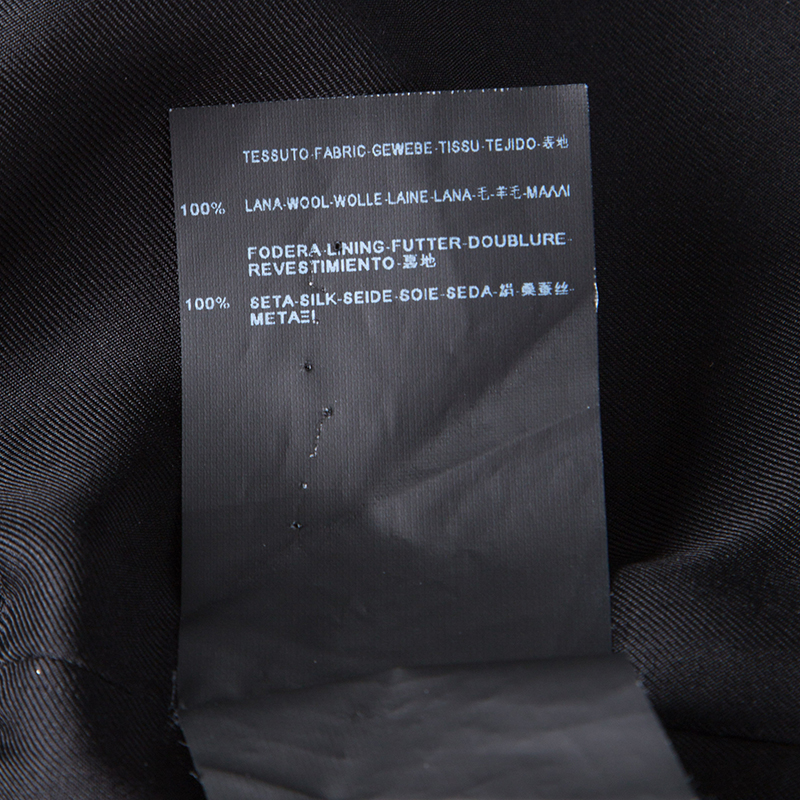 TESSUTO-FABRIC-GEWEBE-TISSU-TEJIDO-表地
100% LANA-WOOL-WOLLE-LAINE-LANA-毛-羊毛-ΜΑΛΛΙ
FODERA-LINING-FUTTER-DOUBLURE-
REVESTIMIENTO-裏地
100% SETA-SILK-SEIDE-SOIE-SEDA-絹-桑蚕丝-
ΜΕΤΑΞΙ